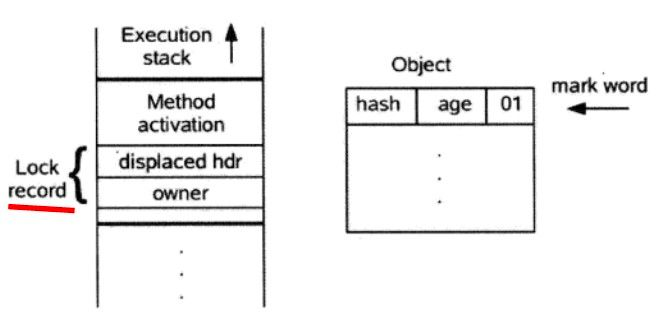 Execution
stack
Method
activation
Lock
record
displaced hdr
owner
Object
mark word
hash age 01